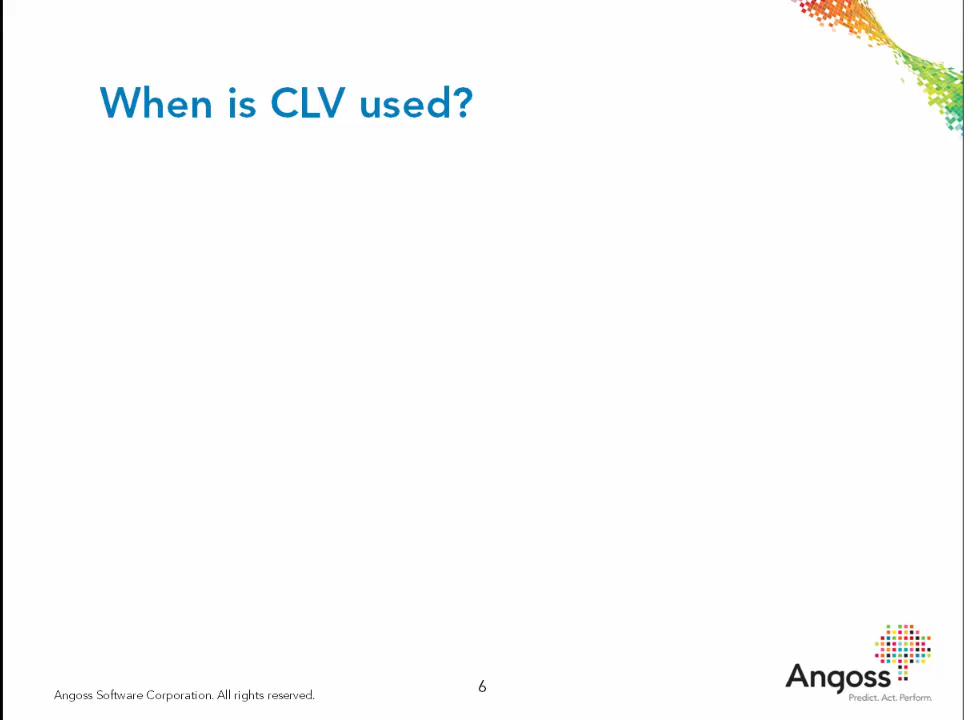 When is CLV used?
Angoss Software Corporation. All rights reserved.
6
Angoss
Predict. Act. Perform.